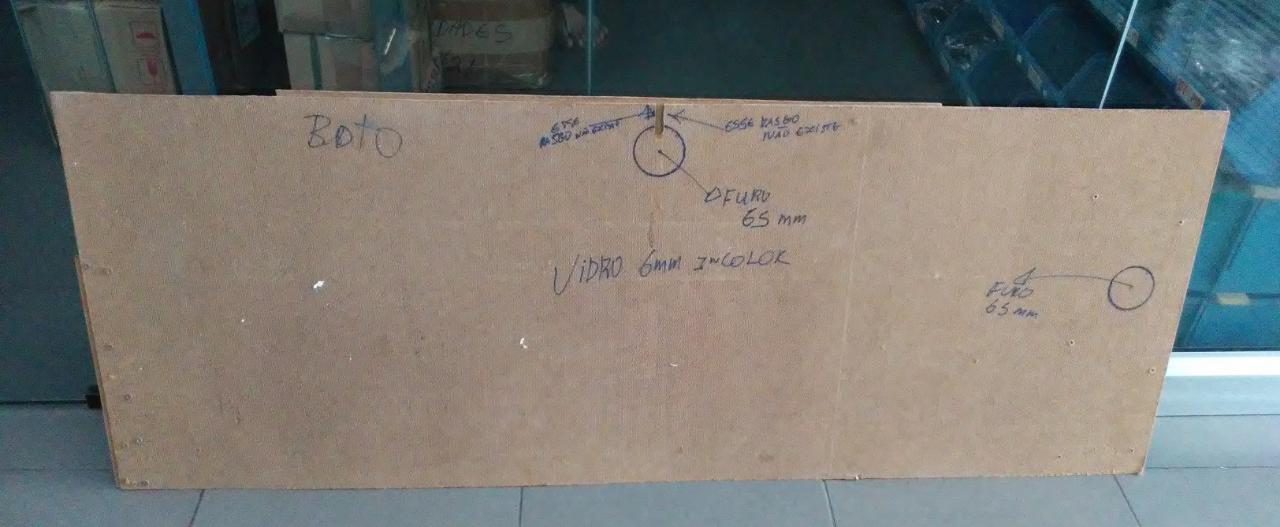 BOTO
ESSE
RASGO NÃO EXISTE
ESSE RASGO
NÃO EXISTE
FURO
65 mm
VIDRO 6mm INCOLOR
FURO
65 mm